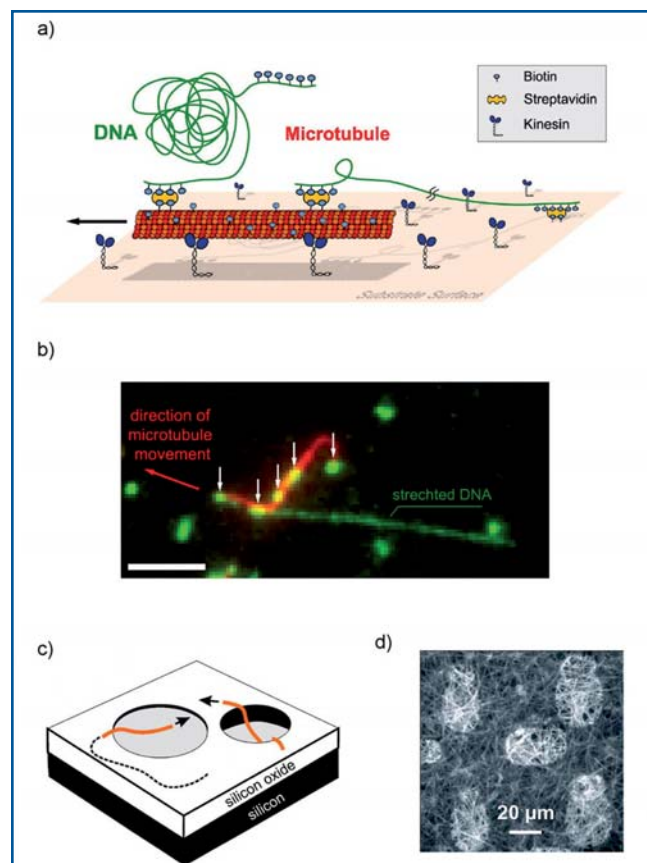 a)
Biotin
Streptavidin
Kinesin
DNA
Microtubule
Substrate Surface
b)
direction of
microtubule
movement
strechted DNA
c)
silicon oxide
silicon
d)
20 µm